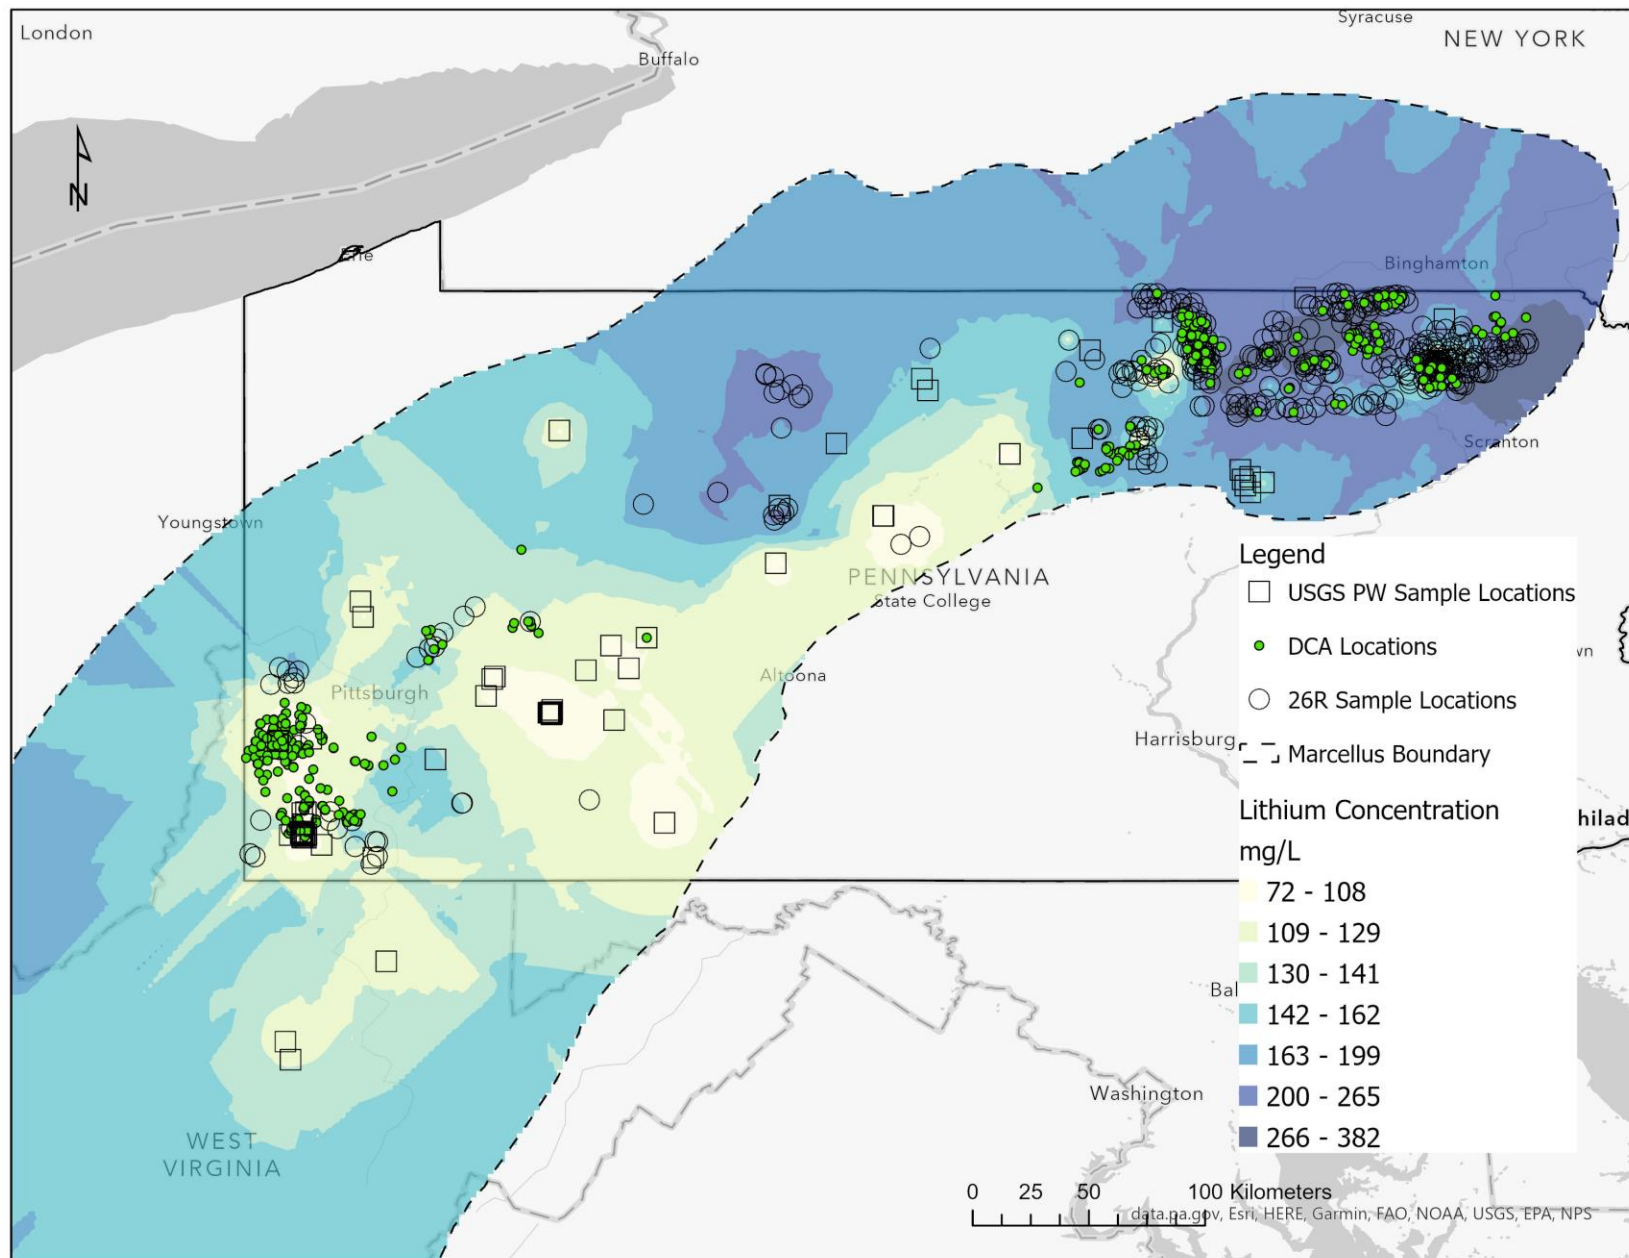 London
Syracuse
NEW YORK
Buffalo
N
Erie
Binghamton
Scranton
Youngstown
PENNSYLVANIA
State College
Altoona
Pittsburgh
Harrisburg
wn
hilad
Bal
Washington
WEST
VIRGINIA
Legend
USGS PW Sample Locations
DCA Locations
26R Sample Locations
Marcellus Boundary
Lithium Concentration
mg/L
72 - 108
109 - 129
130 - 141
142 - 162
163 - 199
200 - 265
266 - 382
0 25 50 100 Kilometers
data.pa.gov, Esri, HERE, Garmin, FAO, NOAA, USGS, EPA, NPS